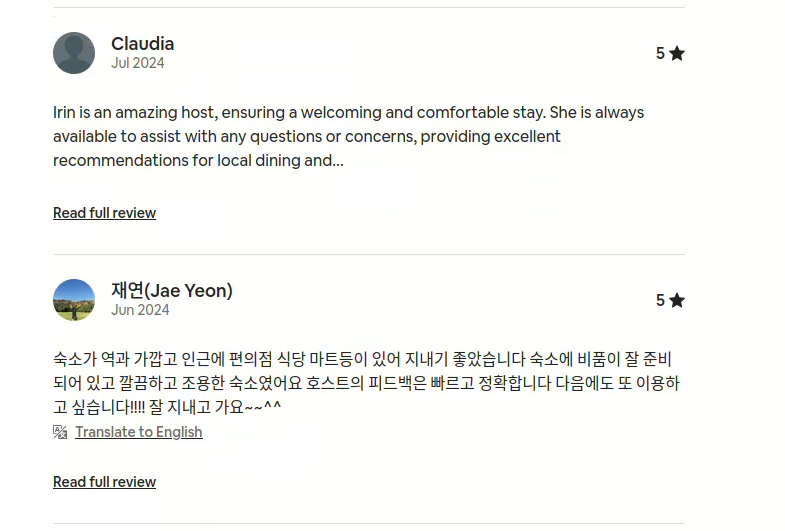 Claudia
Jul 2024
5
Irin is an amazing host, ensuring a welcoming and comfortable stay. She is always
available to assist with any questions or concerns, providing excellent
recommendations for local dining and...
Read full review
재연(Jae Yeon)
Jun 2024
5
숙소가 역과 가깝고 인근에 편의점 식당 마트등이 있어 지내기 좋았습니다 숙소에 비품이 잘 준비
되어 있고 깔끔하고 조용한 숙소였어요 호스트의 피드백은 빠르고 정확합니다 다음에도 또 이용하
고 싶습니다!!!! 잘 지내고 가요~~^^
Translate to English
Read full review